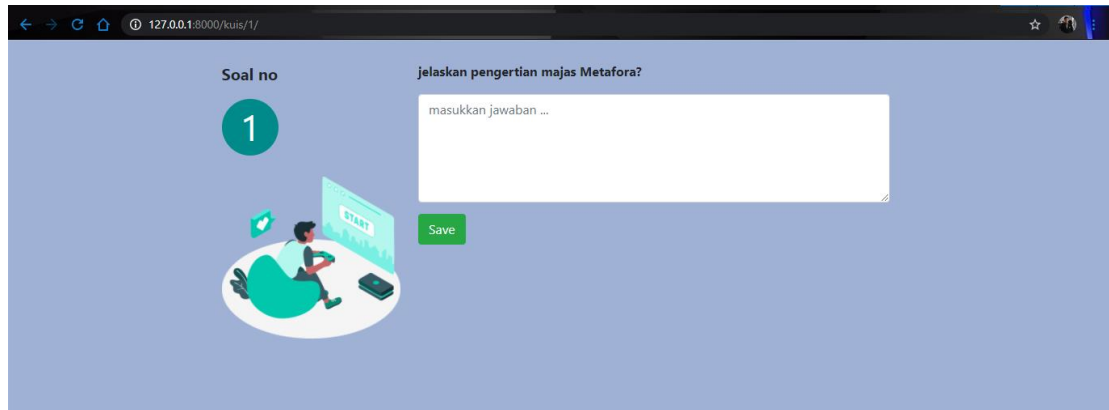 127.0.0.1:8000/kuis/1/
Soal no
1
jelaskan pengertian majas Metafora?
masukkan jawaban ...
START
Save